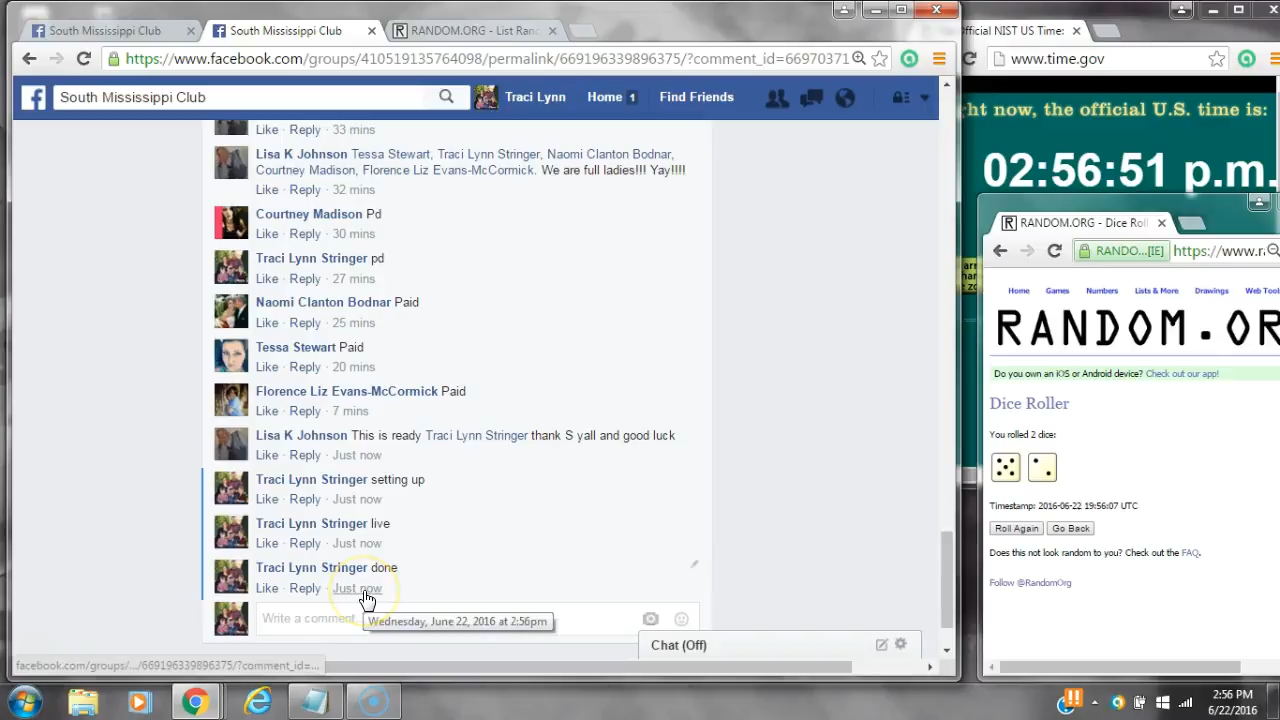 South Mississippi Club
South Mississippi Club
RANDOM.ORG - List Ran
fficial NIST US Time:
https://www.facebook.com/groups/410519135764098/permalink/669196339896375/?comment_id=66970371
www.time.gov
South Mississippi Club
Traci Lynn
Home 1
Find Friends
Like · Reply · 33 mins
Lisa K Johnson Tessa Stewart, Traci Lynn Stringer, Naomi Clanton Bodnar,
Courtney Madison, Florence Liz Evans-McCormick. We are full ladies!!! Yay!!!!
Like · Reply · 32 mins
Courtney Madison Pd
Like · Reply · 30 mins
Traci Lynn Stringer pd
Like · Reply · 27 mins
Naomi Clanton Bodnar Paid
Like · Reply · 25 mins
Tessa Stewart Paid
Like · Reply · 20 mins
Florence Liz Evans-McCormick Paid
Like · Reply · 7 mins
Lisa K Johnson This is ready Traci Lynn Stringer thank S yall and good luck
Like · Reply · Just now
Traci Lynn Stringer setting up
Like · Reply · Just now
Traci Lynn Stringer live
Like · Reply · Just now
Traci Lynn Stringer done
Like · Reply · Just now
Write a comment
Wednesday, June 22, 2016 at 2:56pm
Chat (Off)
facebook.com/groups/.../669196339896375/?comment_id=...
ght now, the official U.S. time is:
02:56:51 p.m.
RANDOM.ORG - Dice Roll
RANDO...[IE]
https://www.r
Home
Games
Numbers
Lists & More
Drawings
Web Tool
RANDOM.OR
Do you own an iOS or Android device? Check out our app!
Dice Roller
You rolled 2 dice:
Timestamp: 2016-06-22 19:56:07 UTC
Roll Again
Go Back
Does this not look random to you? Check out the FAQ.
Follow @RandomOrg
2:56 PM
6/22/2016